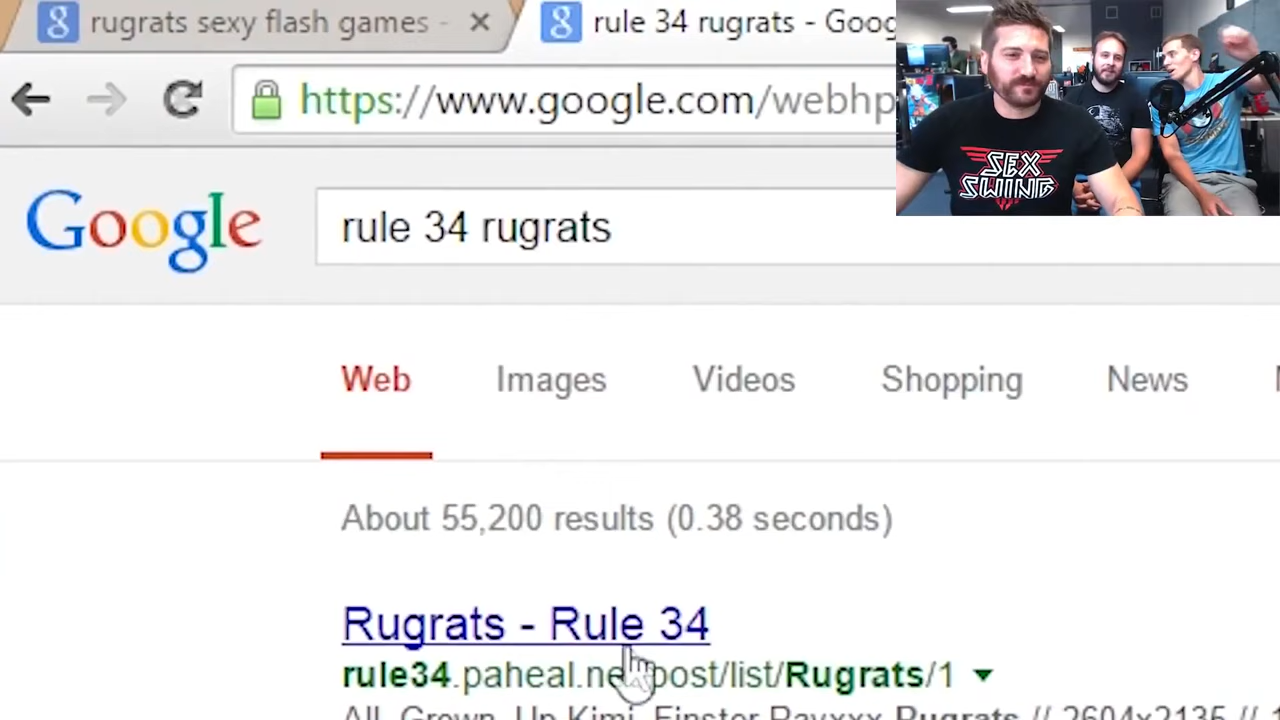 rugrats sexy flash games -
rule 34 rugrats - Goog
https://www.google.com/webhp
SEX
SWING
Google
rule 34 rugrats
Web Images Videos Shopping News
About 55,200 results (0.38 seconds)
Rugrats - Rule 34
rule34.paheal.net/post/list/Rugrats/1